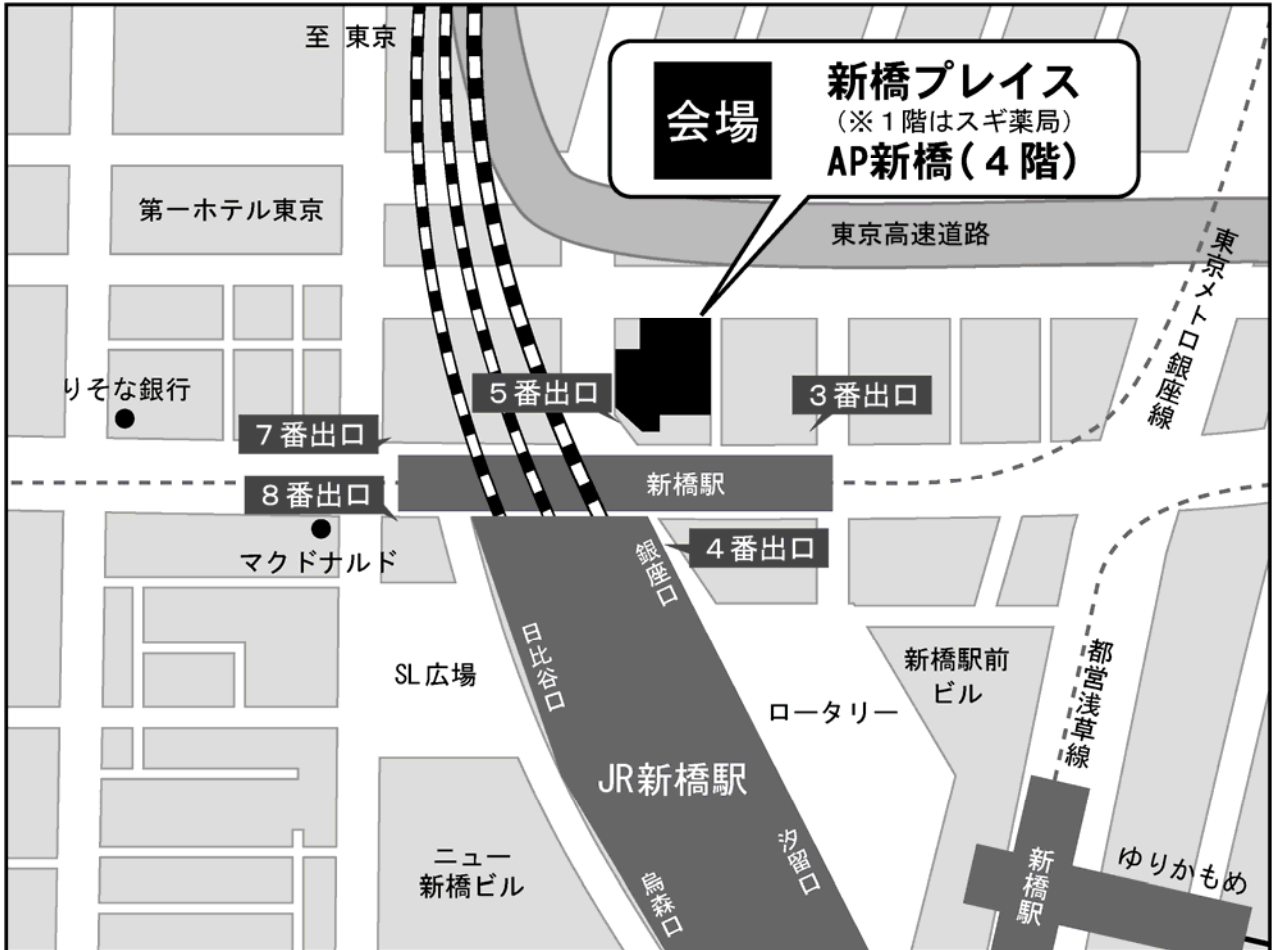 至 東京
会場
新橋プレイス
(※１階はスギ薬局)
AP新橋(４階)
第一ホテル東京
東京高速道路
東京メトロ銀座線
りそな銀行
５番出口
３番出口
７番出口
８番出口
新橋駅
マクドナルド
４番出口
銀座口
日比谷口
SL広場
新橋駅前
ビル
ロータリー
都営浅草線
JR新橋駅
汐留口
烏森口
ニュー
新橋ビル
新橋駅
ゆりかもめ